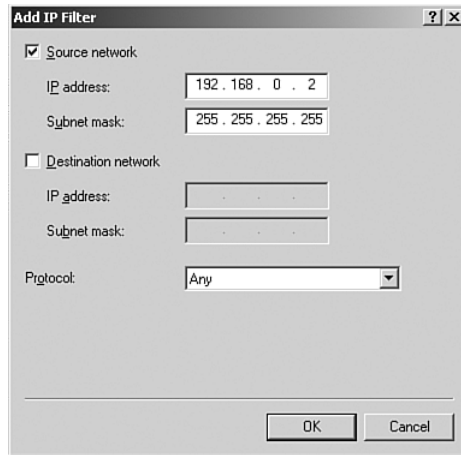 Add IP Filter
Source network
IP address: 192 . 168 . 0 . 2
Subnet mask: 255 . 255 . 255 . 255
Destination network
IP address: . . .
Subnet mask: . . .
Protocol: Any
OK Cancel